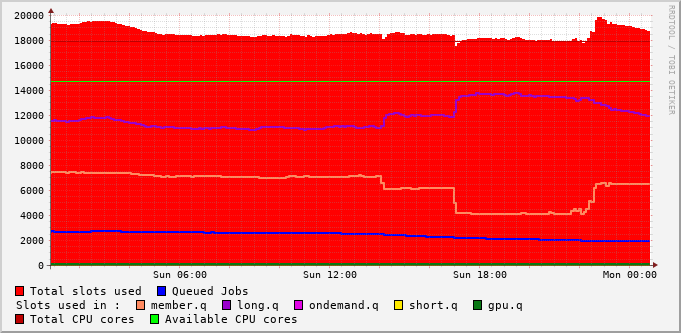 20000
18000
16000
14000
12000
10000
8000
6000
4000
2000
0
Sun 06:00 Sun 12:00 Sun 18:00 Mon 00:00
RRDTOOL / TOBI OETIKER
Total slots used Queued Jobs
Slots used in : member.q long.q ondemand.q short.q gpu.q
Total CPU cores Available CPU cores